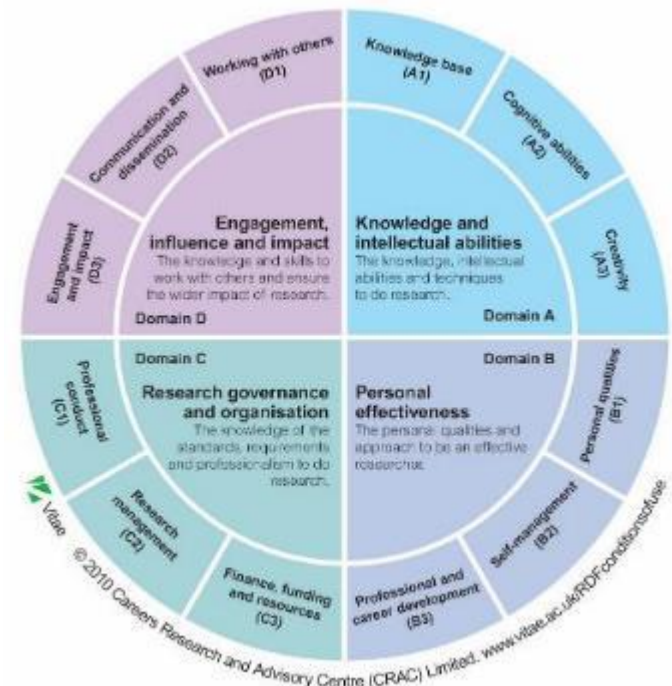 Working with others
(D1)
Knowledge base
(A1)
Communication and
dissemination
(D2)
Cognitive abilities
(A2)
Engagement
and impact
(D3)
Creativity
(A3)
Engagement,
influence and impact
The knowledge and skills to
work with others and ensure
the wider impact of research.
Domain D
Knowledge and
intellectual abilities
The knowledge, intellectual
abilities and techniques
to do research.
Domain A
Domain C
Research governance
and organisation
The knowledge of the
standards, requirements
and professionalism to do
research.
Domain B
Personal
effectiveness
The personal qualities and
approach to be an effective
researcher.
Professional
conduct
(C1)
Personal qualities
(B1)
Research
management
(C2)
Self-management
(B2)
Finance, funding
and resources
(C3)
Professional and
career development
(B3)
Vitae
© 2010 Careers Research and Advisory Centre (CRAC) Limited. www.vitae.ac.uk/RDFconditionsofuse